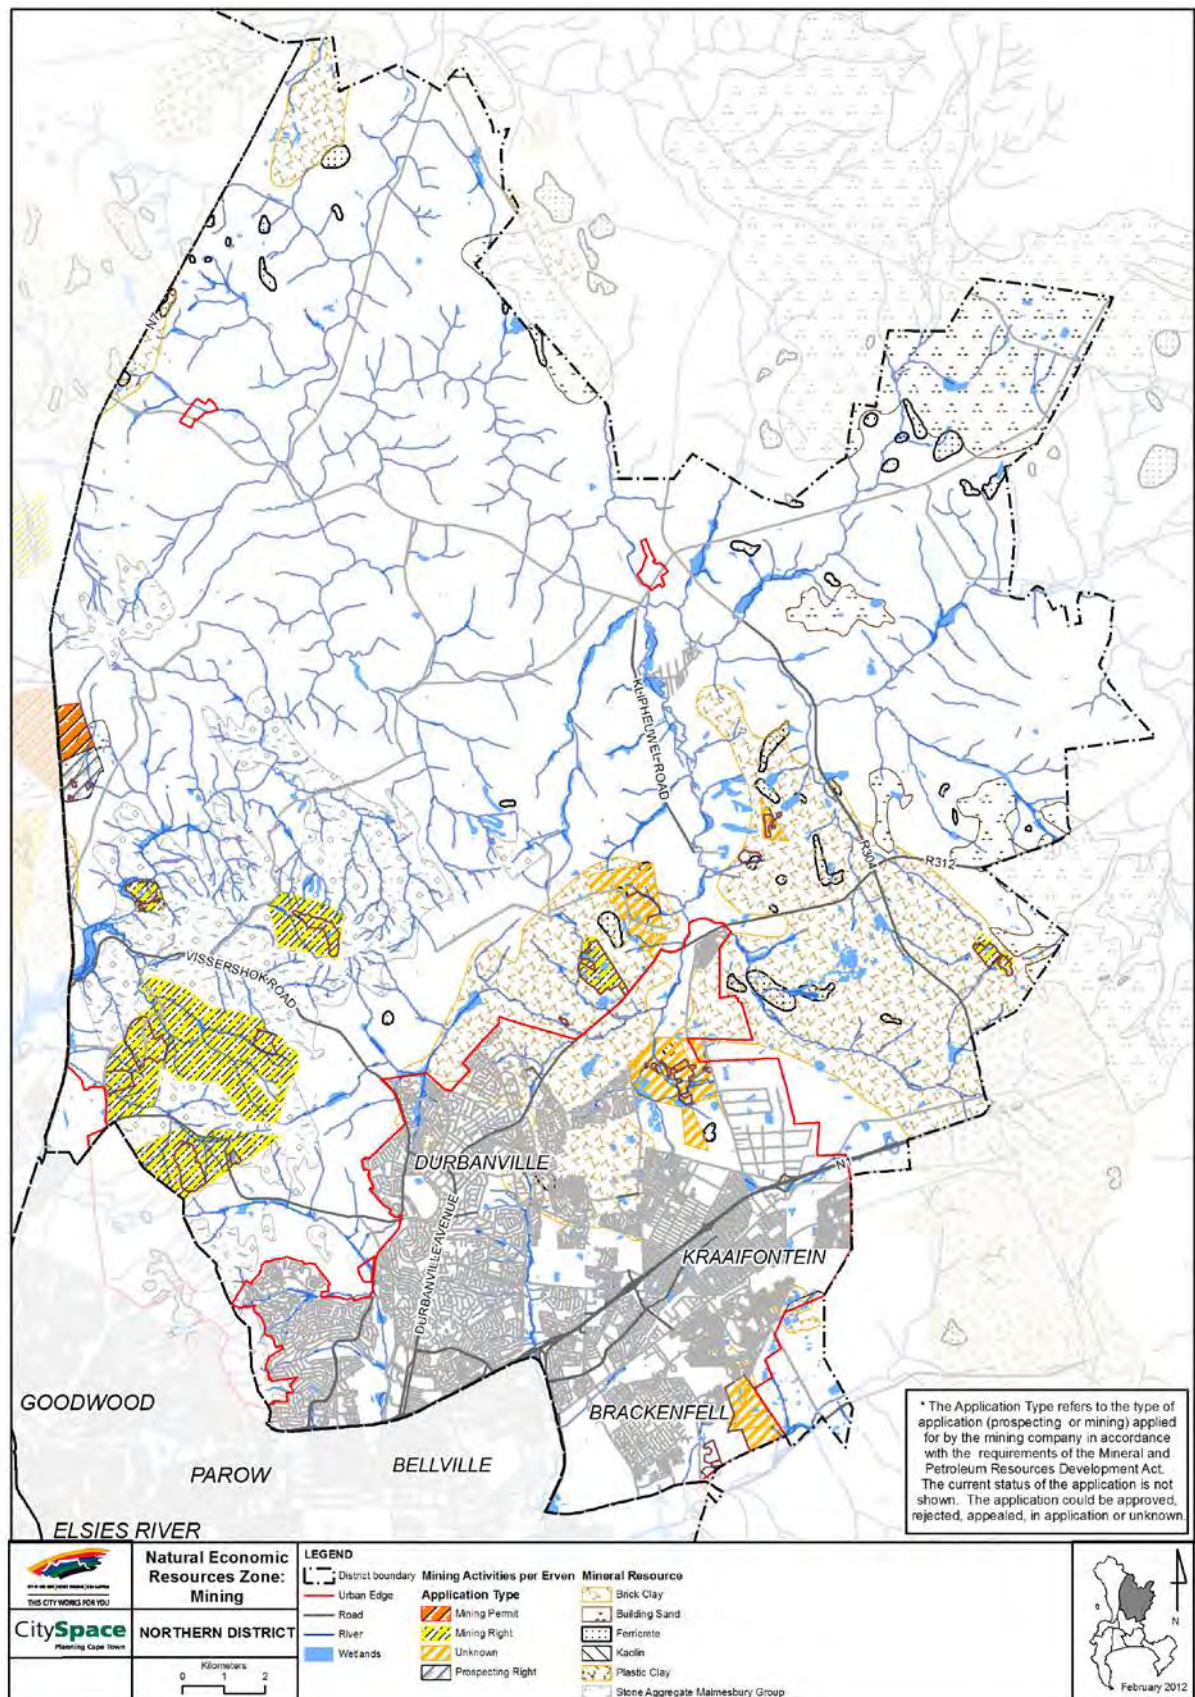 N7
KLIPHEUWEL-ROAD
R304
R312
VISSERSHOK-ROAD
DURBANVILLE
N1
DURBANVILLE-AVENUE
KRAAIFONTEIN
GOODWOOD
BRACKENFELL
PAROW
BELLVILLE
ELSIES RIVER
* The Application Type refers to the type of
application (prospecting or mining) applied
for by the mining company in accordance
with the requirements of the Mineral and
Petroleum Resources Development Act.
The current status of the application is not
shown. The application could be approved,
rejected, appealed, in application or unknown.
THIS CITY WORKS FOR YOU
CitySpace
Planning Cape Town
Natural Economic
Resources Zone:
Mining
NORTHERN DISTRICT
Kilometers
0 1 2
LEGEND
District boundary
Urban Edge
Road
River
Wetlands
Mining Activities per Erven
Application Type
Mining Permit
Mining Right
Unknown
Prospecting Right
Mineral Resource
Brick Clay
Building Sand
Ferricrete
Kaolin
Plastic Clay
Stone Aggregate Malmesbury Group
N
February 2012